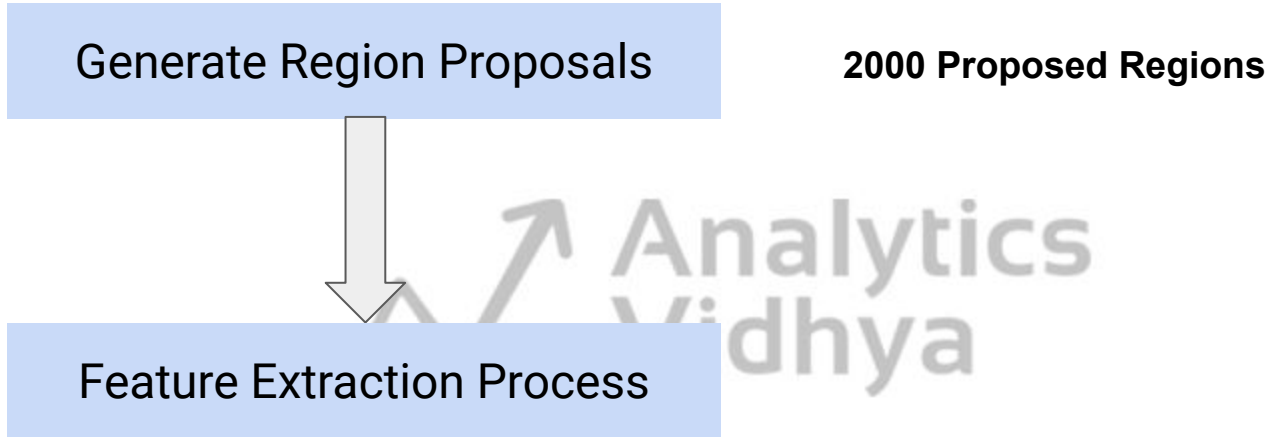 Generate Region Proposals
2000 Proposed Regions
Analytics
Vidhya
Feature Extraction Process